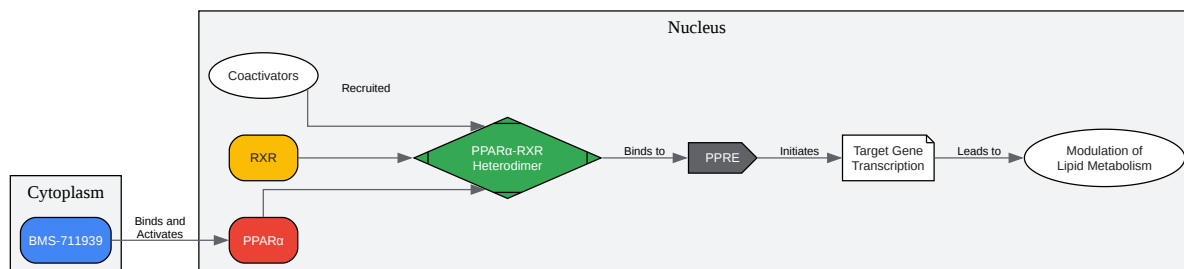 Nucleus
Coactivators
Recruited
RXR
PPARα-RXR
Heterodimer
Binds to
PPRE
Initiates
Target Gene
Transcription
Leads to
Modulation of
Lipid Metabolism
Cytoplasm
BMS-711939
Binds and
Activates
PPARα